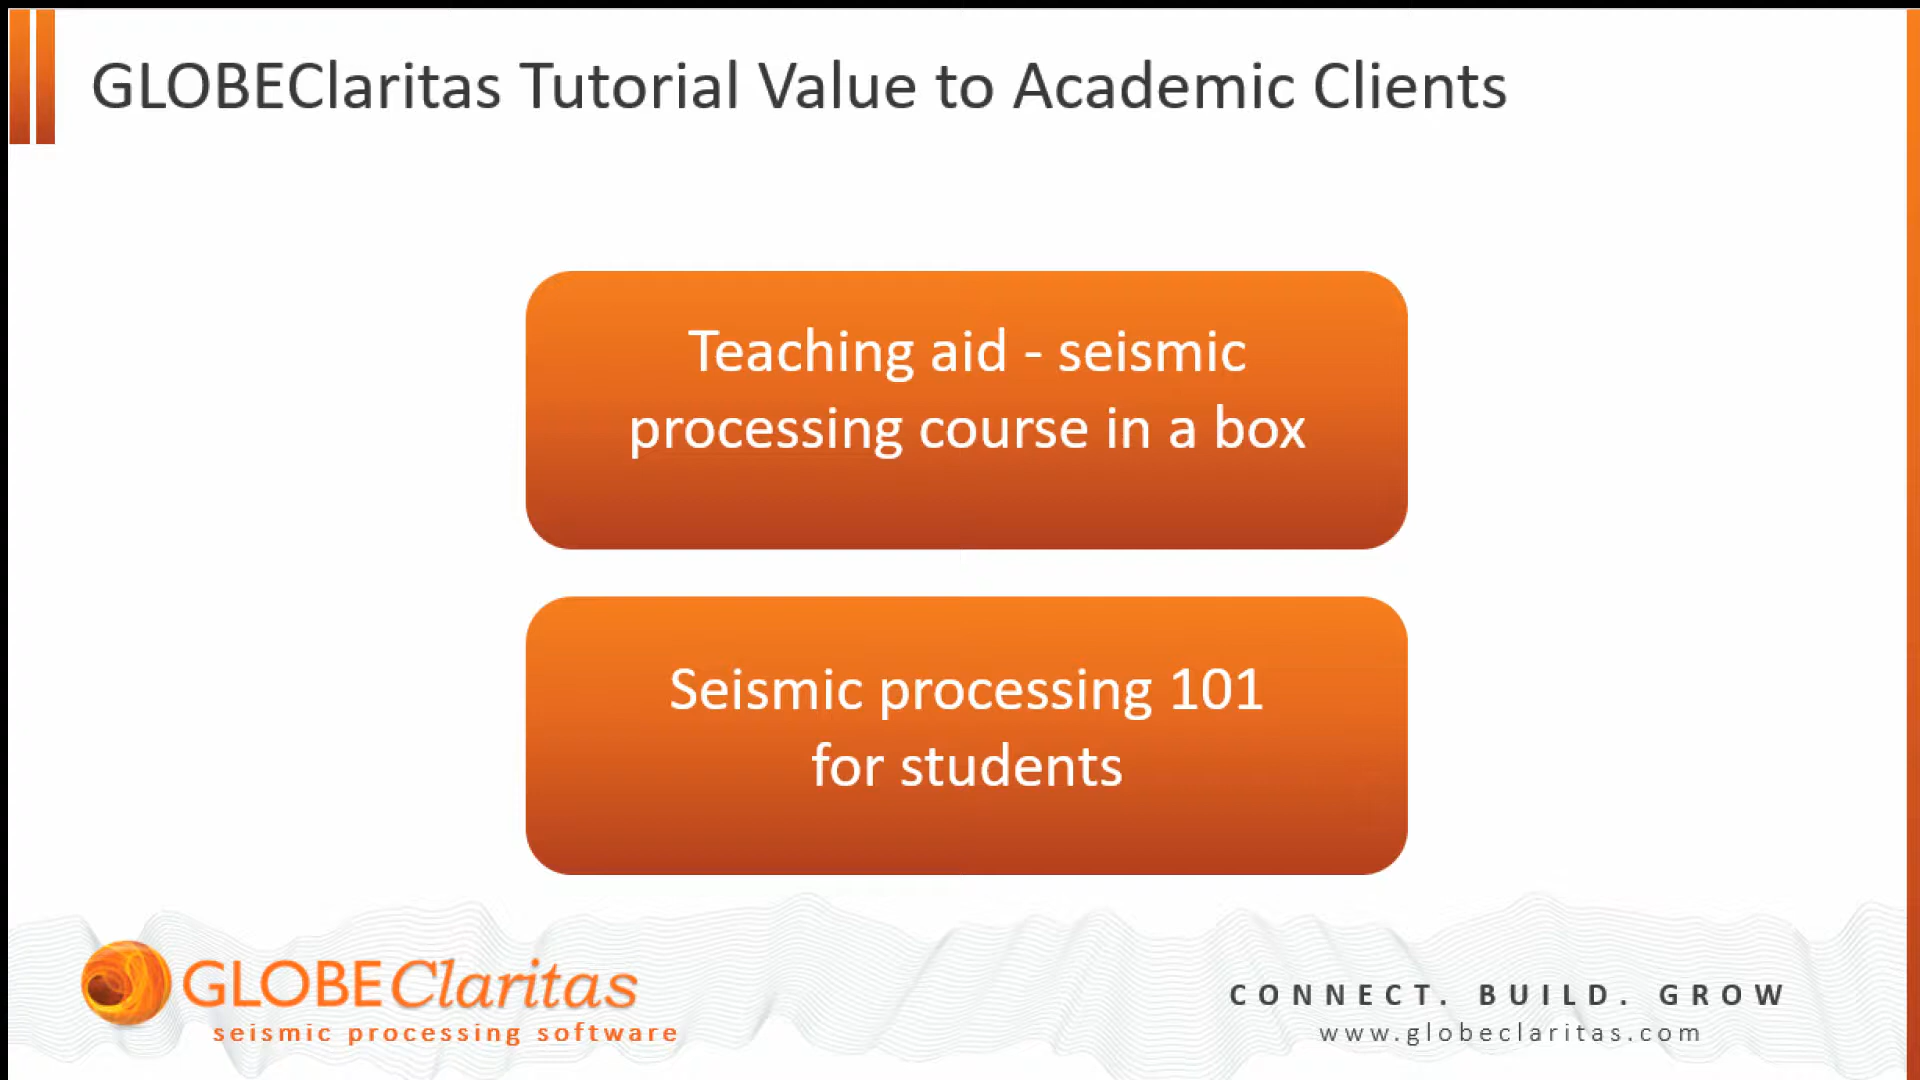 GLOBEClaritas Tutorial Value to Academic Clients
Teaching aid - seismic
processing course in a box
Seismic processing 101
for students
GLOBEClaritas
seismic processing software
CONNECT. BUILD. GROW
www.globeclaritas.com